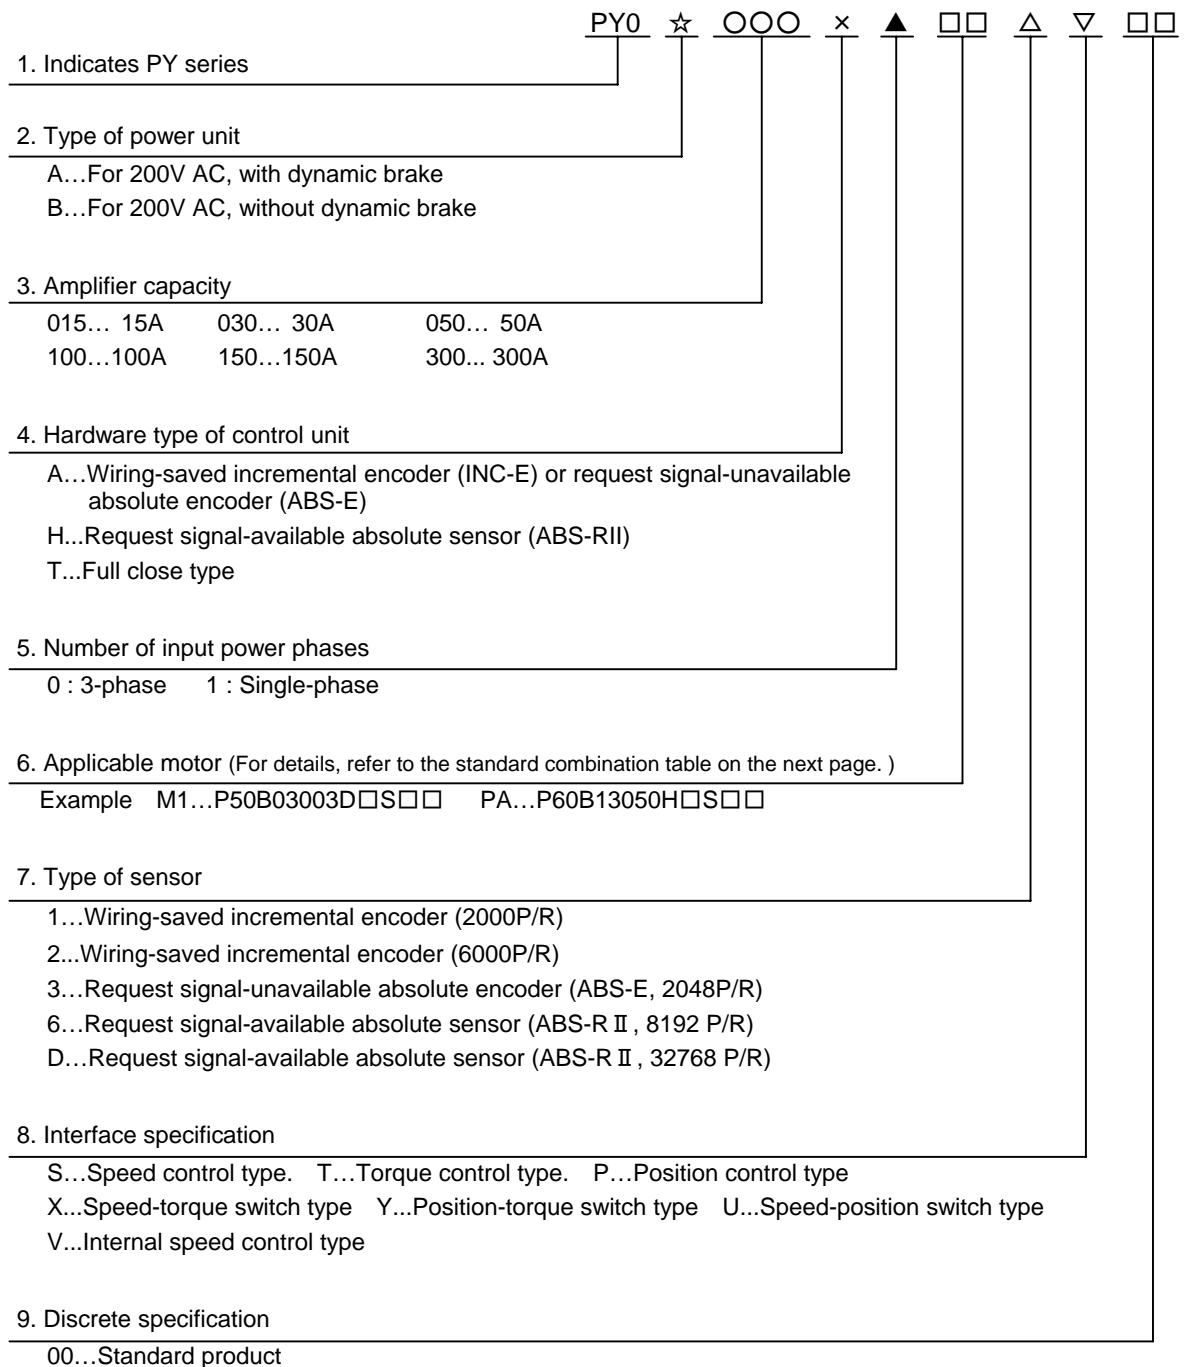 PY0 ☆ ○○○ × ▲ □□ △ ▽ □□
1. Indicates PY series
2. Type of power unit
A…For 200V AC, with dynamic brake
B…For 200V AC, without dynamic brake
3. Amplifier capacity
015… 15A 030… 30A 050… 50A
100…100A 150…150A 300... 300A
4. Hardware type of control unit
A…Wiring-saved incremental encoder (INC-E) or request signal-unavailable
absolute encoder (ABS-E)
H...Request signal-available absolute sensor (ABS-RII)
T...Full close type
5. Number of input power phases
0 : 3-phase 1 : Single-phase
6. Applicable motor (For details, refer to the standard combination table on the next page. )
Example M1…P50B03003D□S□□ PA…P60B13050H□S□□
7. Type of sensor
1…Wiring-saved incremental encoder (2000P/R)
2...Wiring-saved incremental encoder (6000P/R)
3…Request signal-unavailable absolute encoder (ABS-E, 2048P/R)
6…Request signal-available absolute sensor (ABS-RⅡ, 8192 P/R)
D…Request signal-available absolute sensor (ABS-RⅡ, 32768 P/R)
8. Interface specification
S…Speed control type. T…Torque control type. P…Position control type
X...Speed-torque switch type Y...Position-torque switch type U...Speed-position switch type
V...Internal speed control type
9. Discrete specification
00…Standard product